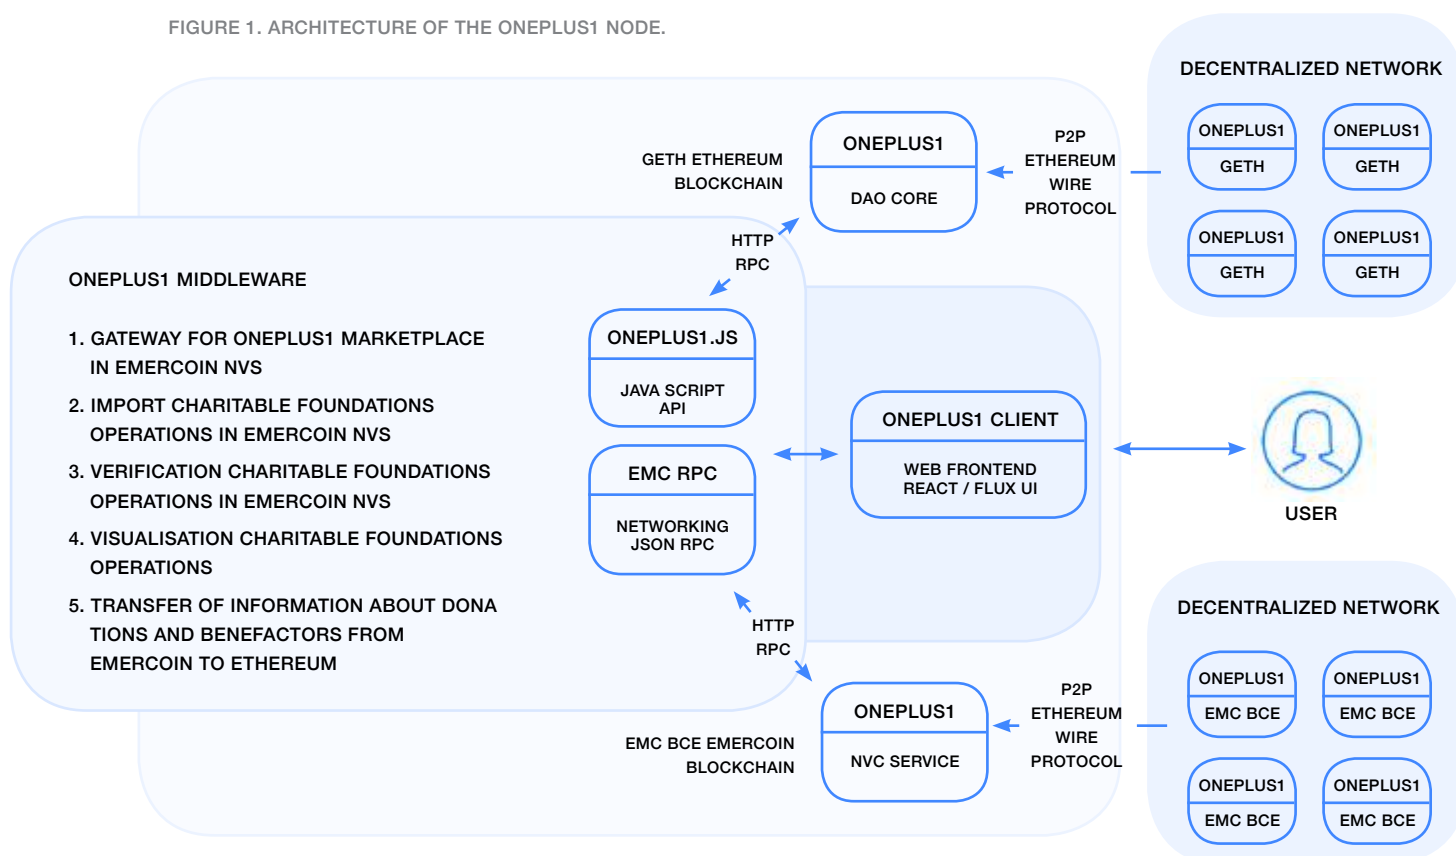 FIGURE 1. ARCHITECTURE OF THE ONEPLUS1 NODE.
DECENTRALIZED NETWORK
ONEPLUS1
GETH
ONEPLUS1
GETH
ONEPLUS1
GETH
ONEPLUS1
GETH
P2P
ETHEREUM
WIRE
PROTOCOL
ONEPLUS1
DAO CORE
GETH ETHEREUM
BLOCKCHAIN
HTTP
RPC
ONEPLUS1 MIDDLEWARE
1. GATEWAY FOR ONEPLUS1 MARKETPLACE
IN EMERCOIN NVS
2. IMPORT CHARITABLE FOUNDATIONS
OPERATIONS IN EMERCOIN NVS
3. VERIFICATION CHARITABLE FOUNDATIONS
OPERATIONS IN EMERCOIN NVS
4. VISUALISATION CHARITABLE FOUNDATIONS
OPERATIONS
5. TRANSFER OF INFORMATION ABOUT DONA
TIONS AND BENEFACTORS FROM
EMERCOIN TO ETHEREUM
ONEPLUS1.JS
JAVA SCRIPT
API
EMC RPC
NETWORKING
JSON RPC
ONEPLUS1 CLIENT
WEB FRONTEND
REACT / FLUX UI
USER
HTTP
RPC
EMC BCE EMERCOIN
BLOCKCHAIN
ONEPLUS1
NVC SERVICE
P2P
ETHEREUM
WIRE
PROTOCOL
DECENTRALIZED NETWORK
ONEPLUS1
EMC BCE
ONEPLUS1
EMC BCE
ONEPLUS1
EMC BCE
ONEPLUS1
EMC BCE